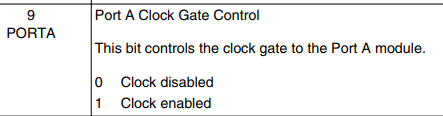 9
PORTA
Port A Clock Gate Control
This bit controls the clock gate to the Port A module.
0 Clock disabled
1 Clock enabled